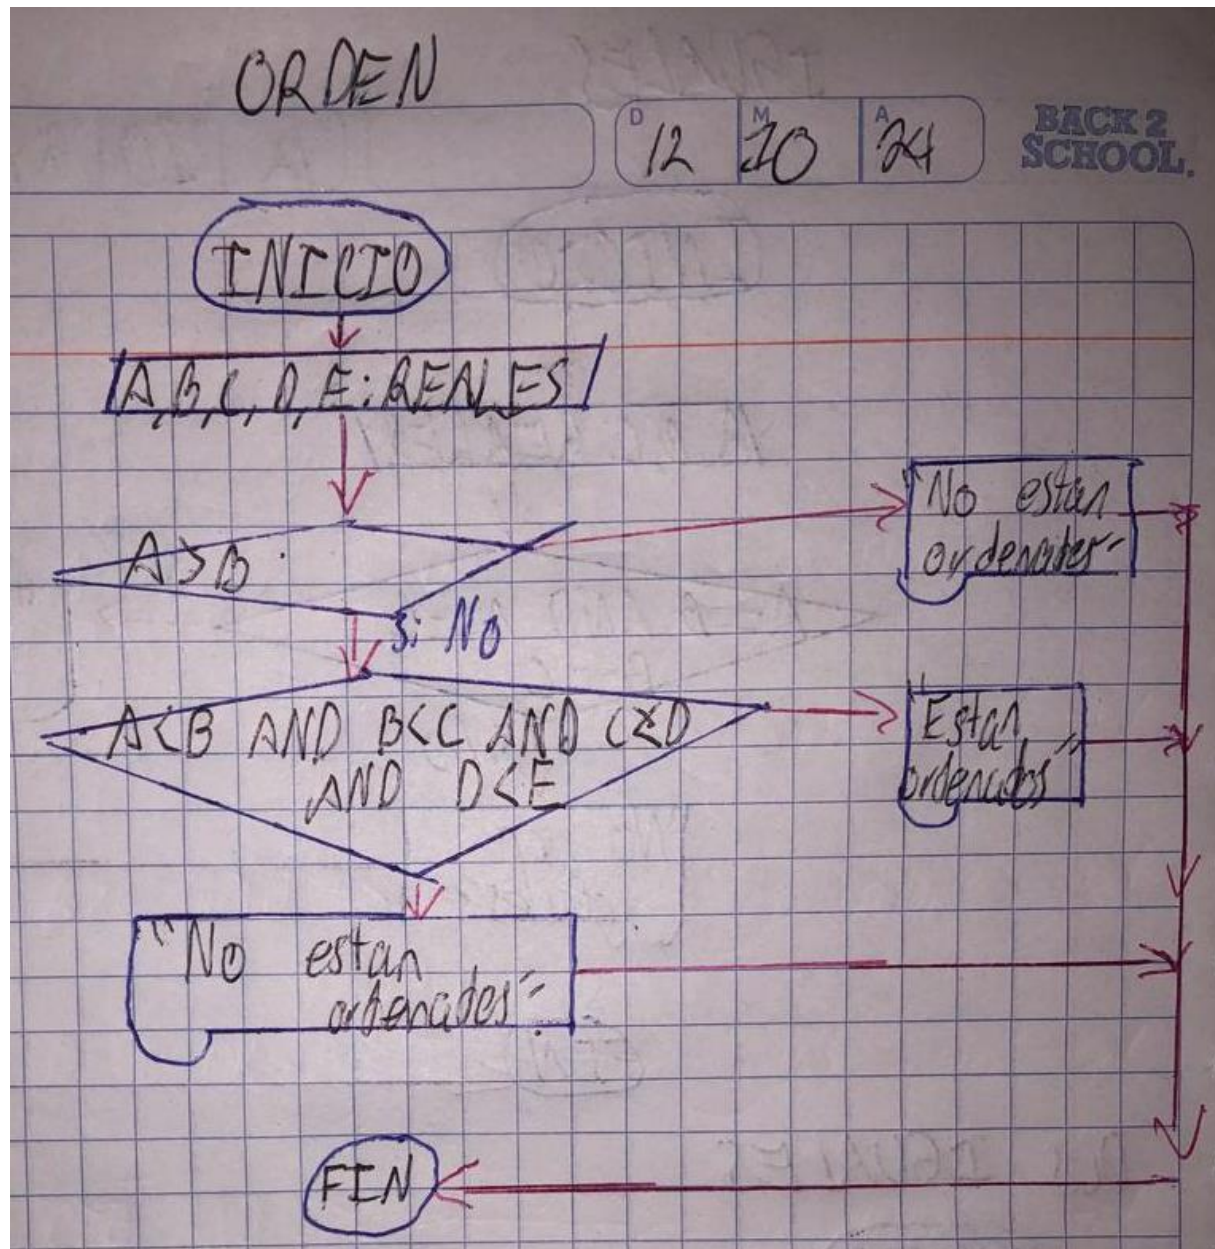 ORDEN
D 12 M 10 A 24
BACK 2
SCHOOL.
INICIO
A, B, C, D, E : REALES
A > B
"No estan
Si No
A<B AND B<C AND C<D
AND D<E
"Estan
ordenados"
"No estan
ordenados"
FIN